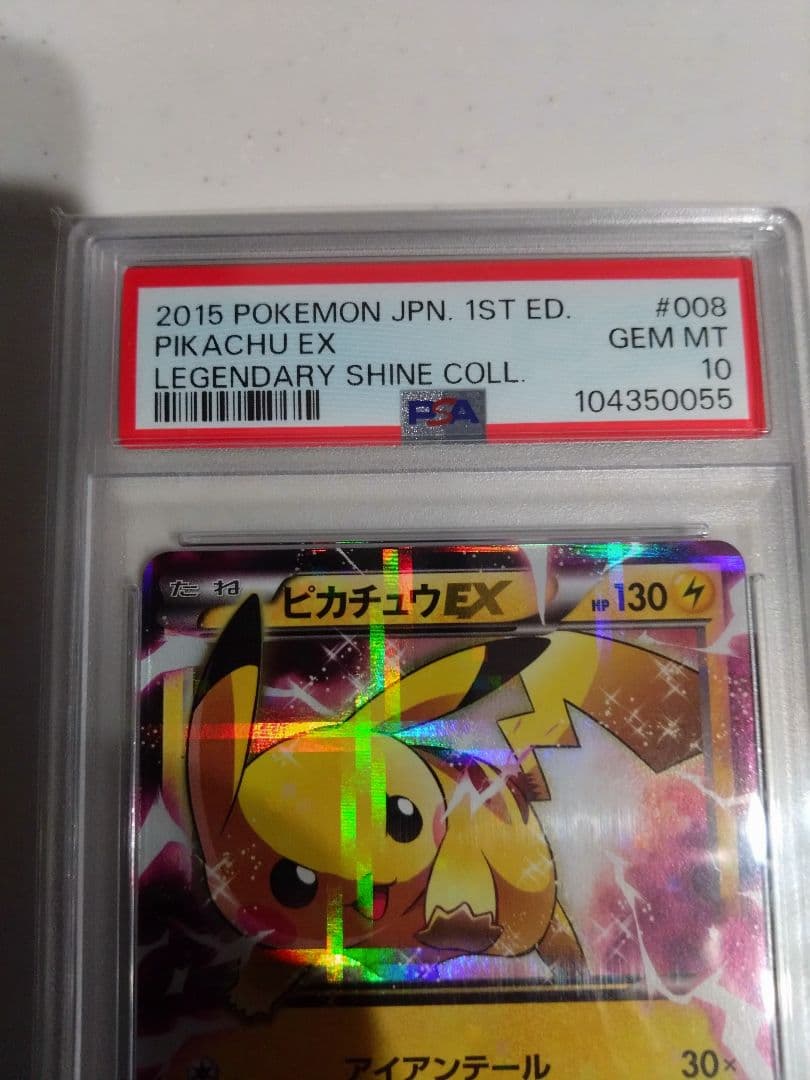 2015 POKEMON JPN. 1ST ED. #008
PIKACHU EX GEM MT
LEGENDARY SHINE COLL. 10
PSA 104350055
たね ピカチュウEX HP130
アイアンテール 30×